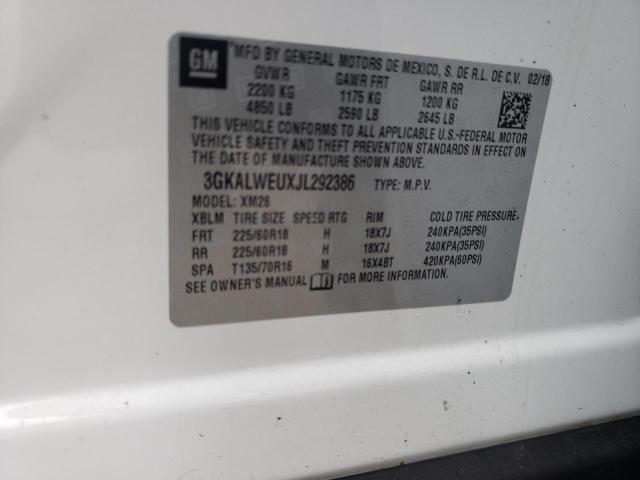 GM
MFD BY GENERAL MOTORS DE MEXICO, S. DE R.L. DE C.V. 02/18
GVWR GAWR FRT GAWR RR
2200 KG 1175 KG 1200 KG
4850 LB 2590 LB 2645 LB
THIS VEHICLE CONFORMS TO ALL APPLICABLE U.S.-FEDERAL MOTOR
VEHICLE SAFETY AND THEFT PREVENTION STANDARDS IN EFFECT ON THE
DATE OF MANUFACTURE SHOWN ABOVE.
3GKALWEUXJL292386 TYPE: M.P.V.
MODEL: XM26
XBLM TIRE SIZE SPEED RTG RIM COLD TIRE PRESSURE
FRT 225/60R18 H 18X7J 240KPA(35PSI)
RR 225/60R18 H 18X7J 240KPA(35PSI)
SPA T135/70R16 M 16X4BT 420KPA(60PSI)
SEE OWNER'S MANUAL FOR MORE INFORMATION.